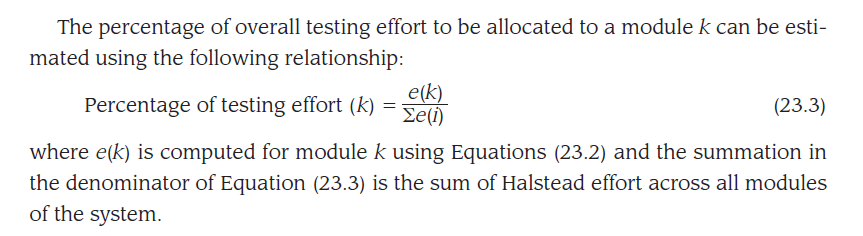 The percentage of overall testing effort to be allocated to a module k can be esti-
mated using the following relationship:
Percentage of testing effort (k) = e(k) / Σe(i) (23.3)
where e(k) is computed for module k using Equations (23.2) and the summation in
the denominator of Equation (23.3) is the sum of Halstead effort across all modules
of the system.